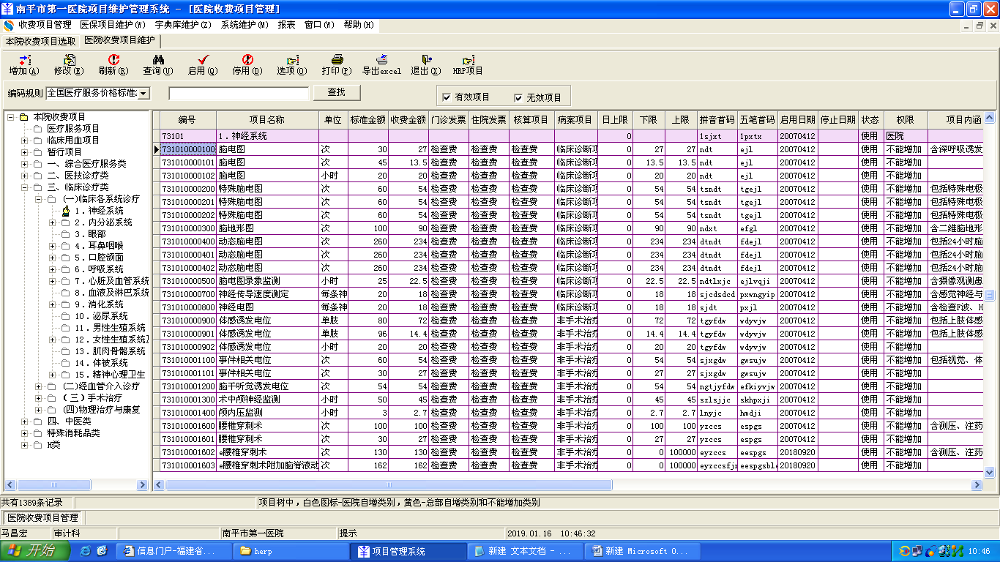 南平市第一医院项目维护管理系统 - [医院收费项目管理]
收费项目管理 医保项目维护(W) 字典库维护(Z) 系统维护(M) 报表 窗口(W) 帮助(H)
本院收费项目选取 医院收费项目维护
增加(A) 修改(E) 刷新(R) 查询(U) 启用(Q) 停用(D) 选项(O) 打印(P) 导出excel 退出(X) HRP项目
编码规则 全国医疗服务价格标准 查找 有效项目 无效项目
本院收费项目
医疗服务项目
临床用血项目
暂行项目
一、综合医疗服务类
二、医技诊疗类
三、临床诊疗类
(一)临床各系统诊疗
1．神经系统
2．内分泌系统
3．眼部
4．耳鼻咽喉
5．口腔颌面
6．呼吸系统
7．心脏及血管系统
8．血液及淋巴系统
9．消化系统
10．泌尿系统
11．男性生殖系统
12．女性生殖系统
13．肌肉骨骼系统
14．体被系统
15．精神心理卫生
(二)经血管介入诊疗
(三)手术治疗
(四)物理治疗与康复
四、中医类
特殊消耗品类
H类
编号 项目名称 单位 标准金额 收费金额 门诊发票 住院发票 核算项目 病案项目 日上限 下限 上限 拼音首码 五笔首码 启用日期 停止日期 状态 权限 项目内涵
73101 1．神经系统 0 lsjxt lpxtx 20070412 使用 医院
731010000100 脑电图 次 30 27 检查费 检查费 检查费 临床诊断项 0 27 27 ndt ejl 20070412 使用 不能增加 含深呼吸诱发
731010000101 脑电图 次 45 13.5 检查费 检查费 检查费 临床诊断项 0 13.5 13.5 ndt ejl 20070412 使用 不能增加
731010000102 脑电图 小时 20 20 检查费 检查费 检查费 临床诊断项 0 20 20 ndt ejl 20070412 使用 不能增加
731010000200 特殊脑电图 次 60 54 检查费 检查费 检查费 临床诊断项 0 54 54 tsndt tgejl 20070412 使用 不能增加 包括特殊电极
731010000201 特殊脑电图 次 60 54 检查费 检查费 检查费 临床诊断项 0 54 54 tsndt tgejl 20070412 使用 不能增加 包括特殊电极
731010000202 特殊脑电图 次 60 54 检查费 检查费 检查费 临床诊断项 0 54 54 tsndt tgejl 20070412 使用 不能增加 包括特殊电极
731010000300 脑地形图 次 100 90 检查费 检查费 检查费 临床诊断项 0 90 90 ndxt efgl 20070412 使用 不能增加 含二维脑地形
731010000400 动态脑电图 次 260 234 检查费 检查费 检查费 临床诊断项 0 234 234 dtndt fdejl 20070412 使用 不能增加 包括24小时脑
731010000401 动态脑电图 次 260 234 检查费 检查费 检查费 临床诊断项 0 234 234 dtndt fdejl 20070412 使用 不能增加 包括24小时脑
731010000402 动态脑电图 次 260 234 检查费 检查费 检查费 临床诊断项 0 234 234 dtndt fdejl 20070412 使用 不能增加 包括24小时脑
731010000500 脑电图录象监测 小时 25 22.5 检查费 检查费 检查费 临床诊断项 0 22.5 22.5 ndtlxjc ejlvqji 20070412 使用 不能增加 含摄像观测患
731010000700 神经传导速度测定 每条神 20 18 检查费 检查费 检查费 临床诊断项 0 18 18 sjcdsdcd pxwngyip 20070412 使用 不能增加 含感觉神经与
731010000800 神经电图 每条神 20 18 检查费 检查费 检查费 临床诊断项 0 18 18 sjdt pxjl 20070412 使用 不能增加 含检查F波、H
731010000900 体感诱发电位 单肢 80 72 检查费 检查费 检查费 非手术治疗 0 72 72 tgyfdw wdyvjw 20070412 使用 不能增加 包括上肢体感
731010000901 体感诱发电位 单肢 96 14.4 检查费 检查费 检查费 非手术治疗 0 14.4 14.4 tgyfdw wdyvjw 20070412 使用 不能增加 包括上肢体感
731010000902 体感诱发电位 小时 20 20 检查费 检查费 检查费 非手术治疗 0 20 20 tgyfdw wdyvjw 20070412 使用 不能增加
731010001100 事件相关电位 次 60 54 检查费 检查费 检查费 非手术治疗 0 54 54 sjxgdw gwsujw 20070412 使用 不能增加 包括视觉、体
731010001101 事件相关电位 次 30 27 检查费 检查费 检查费 非手术治疗 0 27 27 sjxgdw gwsujw 20070412 使用 不能增加
731010001200 脑干听觉诱发电位 次 54 54 检查费 检查费 检查费 非手术治疗 0 54 54 ngtjyfdw efkiyvjw 20070412 使用 不能增加
731010001300 术中颅神经监测 小时 50 45 检查费 检查费 检查费 非手术治疗 0 45 45 szlsjjc skhpxji 20070412 使用 不能增加
731010001400 颅内压监测 小时 3 2.7 检查费 检查费 检查费 非手术治疗 0 2.7 2.7 lnyjc hmdji 20070412 使用 不能增加
731010001600 腰椎穿刺术 次 100 100 检查费 检查费 检查费 非手术治疗 0 100 100 yzccs espgs 20070412 使用 不能增加 含测压、注药
731010001601 腰椎穿刺术 次 30 27 检查费 检查费 检查费 非手术治疗 0 27 27 yzccs espgs 20070412 使用 不能增加
731010001602 e腰椎穿刺术 次 130 130 检查费 检查费 检查费 非手术治疗 0 0 100000 eyzccs eespgs 20180920 使用 不能增加 含测压、注药
731010001603 e腰椎穿刺术附加脑脊液动 次 162 162 检查费 检查费 检查费 非手术治疗 0 0 100000 eyzccsfjn eespgsble 20180920 使用 不能增加
共有1389条记录 项目树中，白色图标-医院自增类别，黄色-总部自增类别和不能增加类别
医院收费项目管理
马昌宏 审计科 南平市第一医院 提示 2019.01.16 10:46:32
开始 信息门户-福建省... herp 项目管理系统 新建 文本文档 - ... 新建 Microsoft O... 10:46